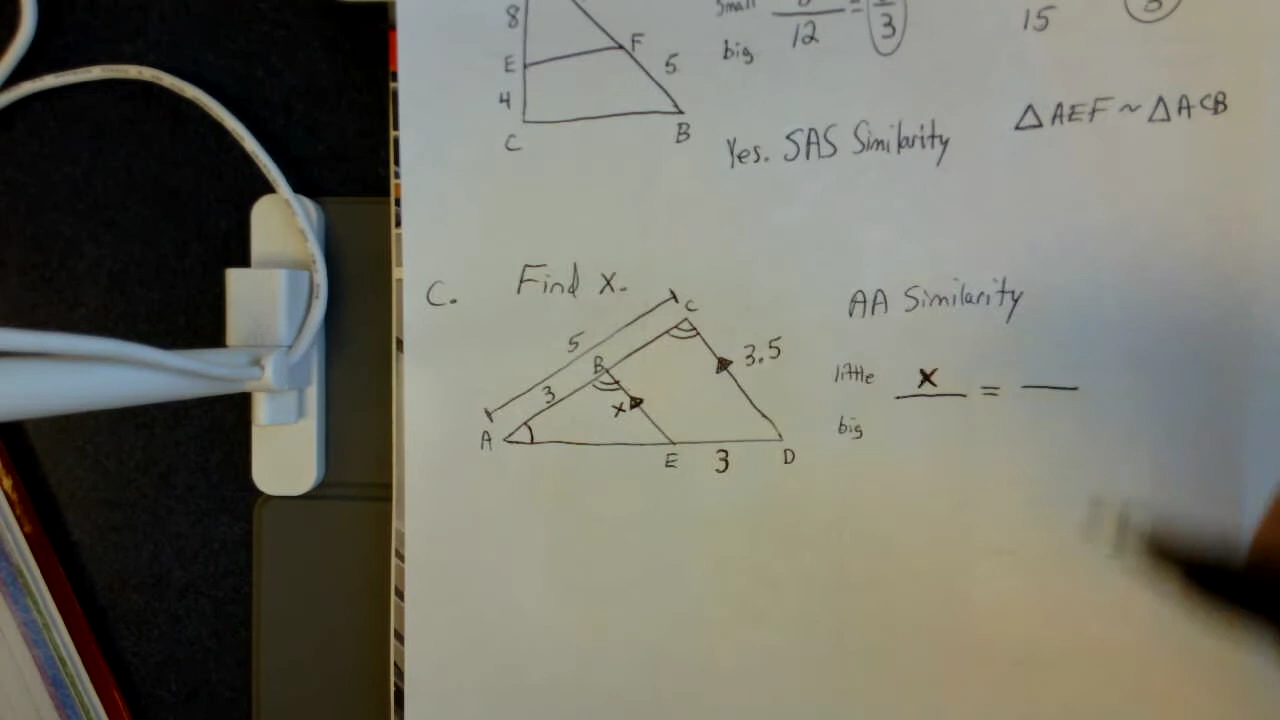 8
E
F
5
4
C
B
small
big
12
=
3
15
Yes. SAS Similarity
△AEF ~ △ACB
C. Find x.
AA Similarity
5
C
B
3
x
3.5
A
E
3
D
little x = 
big